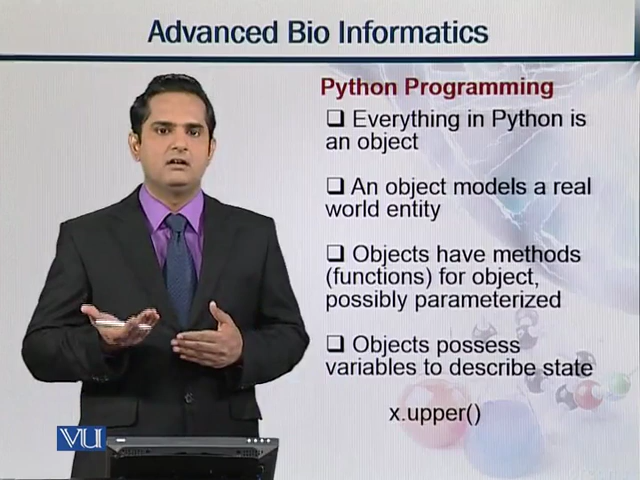 Advanced Bio Informatics
Python Programming
❑ Everything in Python is
an object
❑ An object models a real
world entity
❑ Objects have methods
(functions) for object,
possibly parameterized
❑ Objects possess
variables to describe state
x.upper()
VU